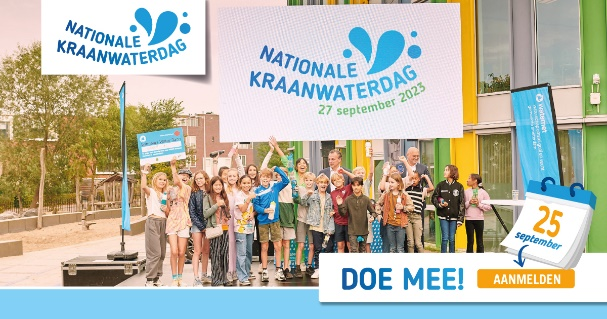 NATIONALE
KRAANWATERDAG
NATIONALE
KRAANWATERDAG
27 september 2023
25
september
DOE MEE!
AANMELDEN